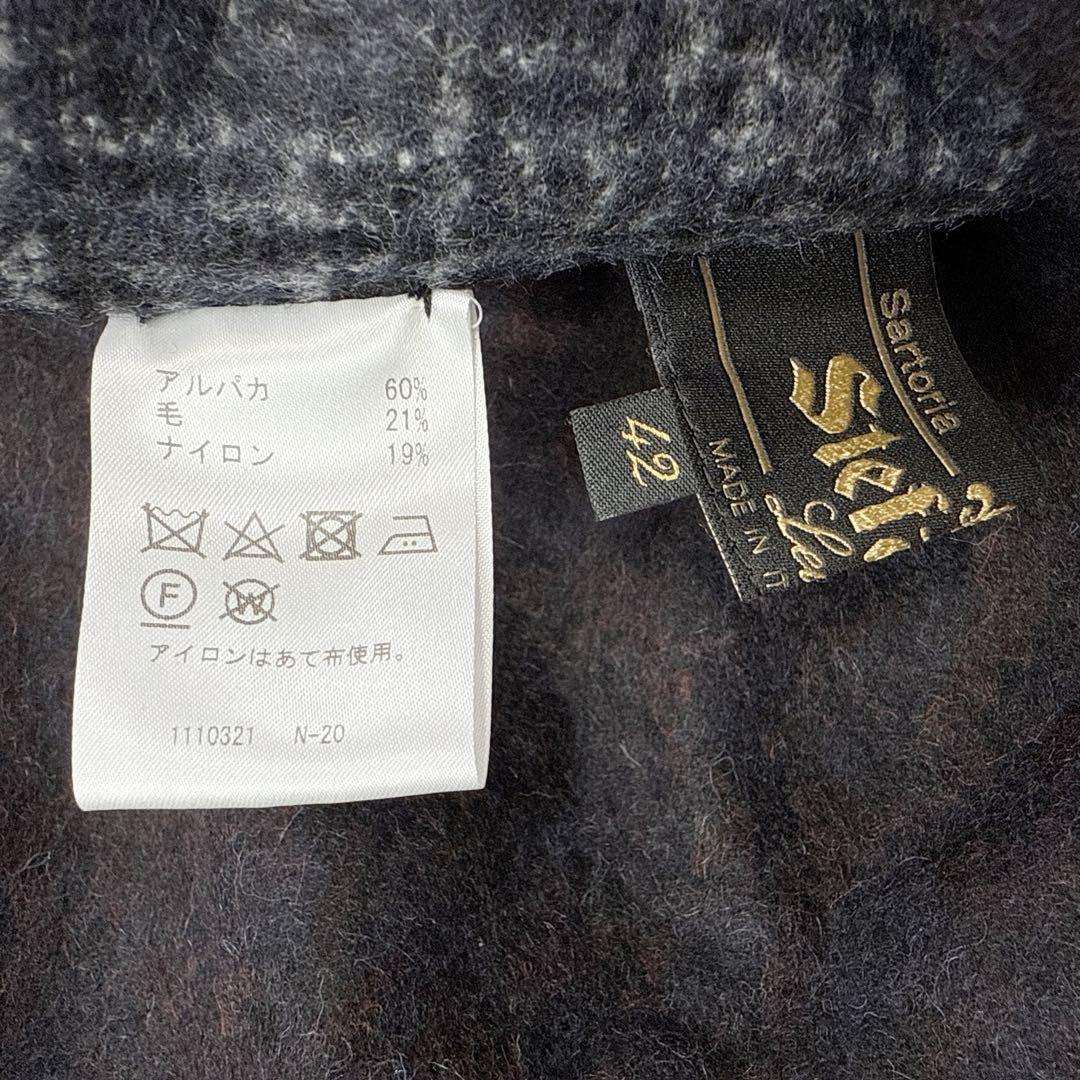 アルパカ 60%
毛 21%
ナイロン 19%
F
W
アイロンはあて布使用。
1110321 N-20
Sartoria
42
MADE IN